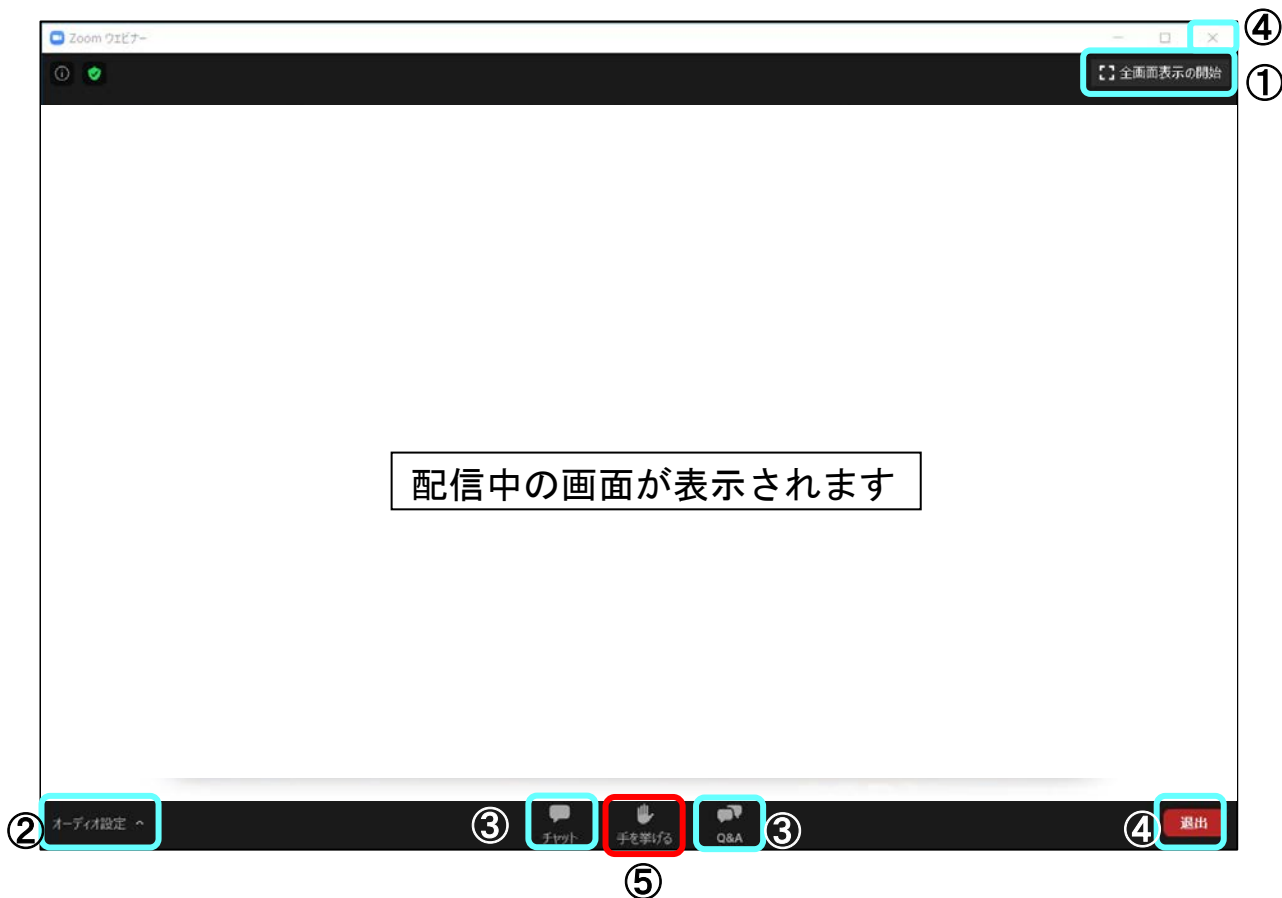 Zoom ウエビナー
④
全画面表示の開始
①
配信中の画面が表示されます
② オーディオ設定
③ チャット
手を挙げる
Q&A ③
④ 退出
⑤